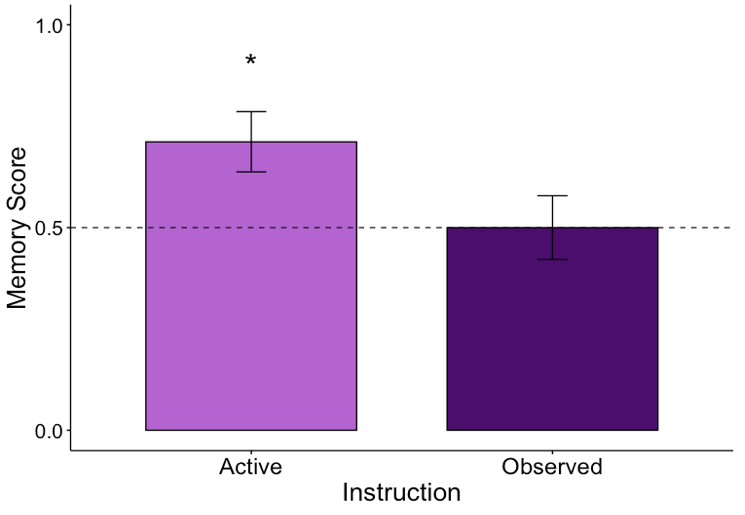 Memory Score
1.0
0.5
0.0
*
Active
Observed
Instruction